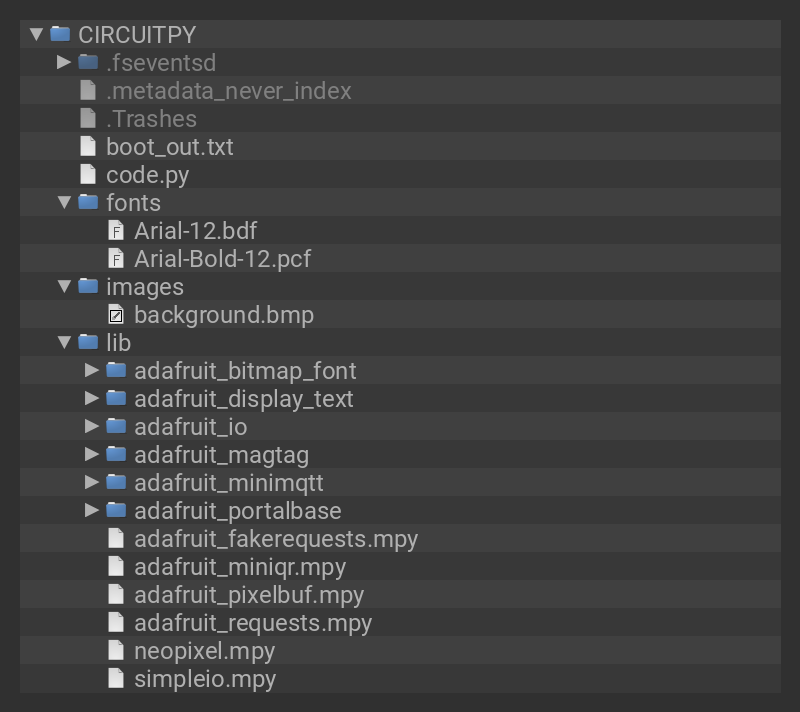 CIRCUITPY
.fseventsd
.metadata_never_index
.Trashes
boot_out.txt
code.py
fonts
Arial-12.bdf
Arial-Bold-12.pcf
images
background.bmp
lib
adafruit_bitmap_font
adafruit_display_text
adafruit_io
adafruit_magtag
adafruit_minimqtt
adafruit_portalbase
adafruit_fakerequests.mpy
adafruit_miniqr.mpy
adafruit_pixelbuf.mpy
adafruit_requests.mpy
neopixel.mpy
simpleio.mpy